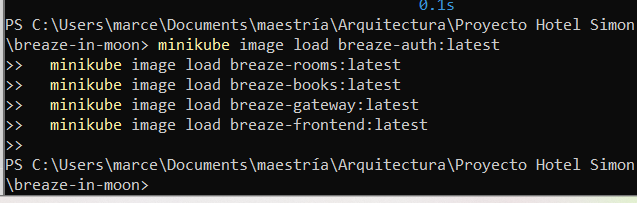 0.1s
PS C:\Users\marce\Documents\maestría\Arquitectura\Proyecto Hotel Simon
\breaze-in-moon> minikube image load breaze-auth:latest
>>   minikube image load breaze-rooms:latest
>>   minikube image load breaze-books:latest
>>   minikube image load breaze-gateway:latest
>>   minikube image load breaze-frontend:latest
>>
PS C:\Users\marce\Documents\maestría\Arquitectura\Proyecto Hotel Simon
\breaze-in-moon>